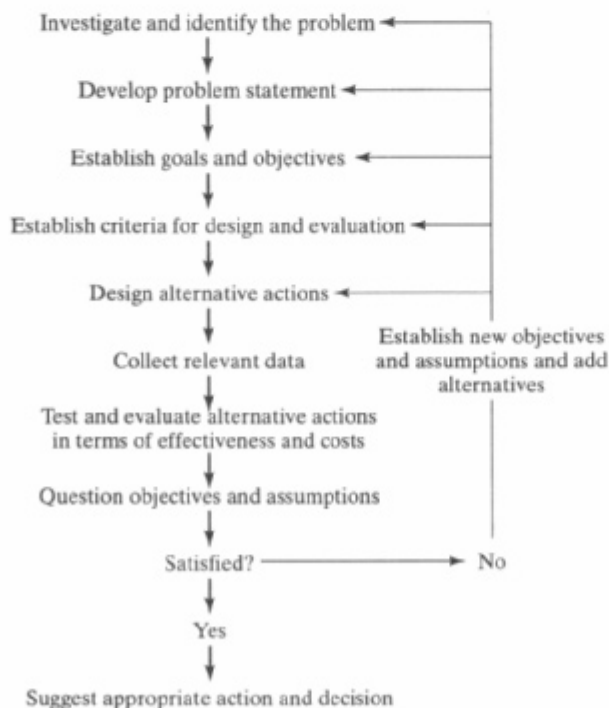 Investigate and identify the problem
Develop problem statement
Establish goals and objectives
Establish criteria for design and evaluation
Design alternative actions
Establish new objectives
and assumptions and add
alternatives
Collect relevant data
Test and evaluate alternative actions
in terms of effectiveness and costs
Question objectives and assumptions
Satisfied?
No
Yes
Suggest appropriate action and decision